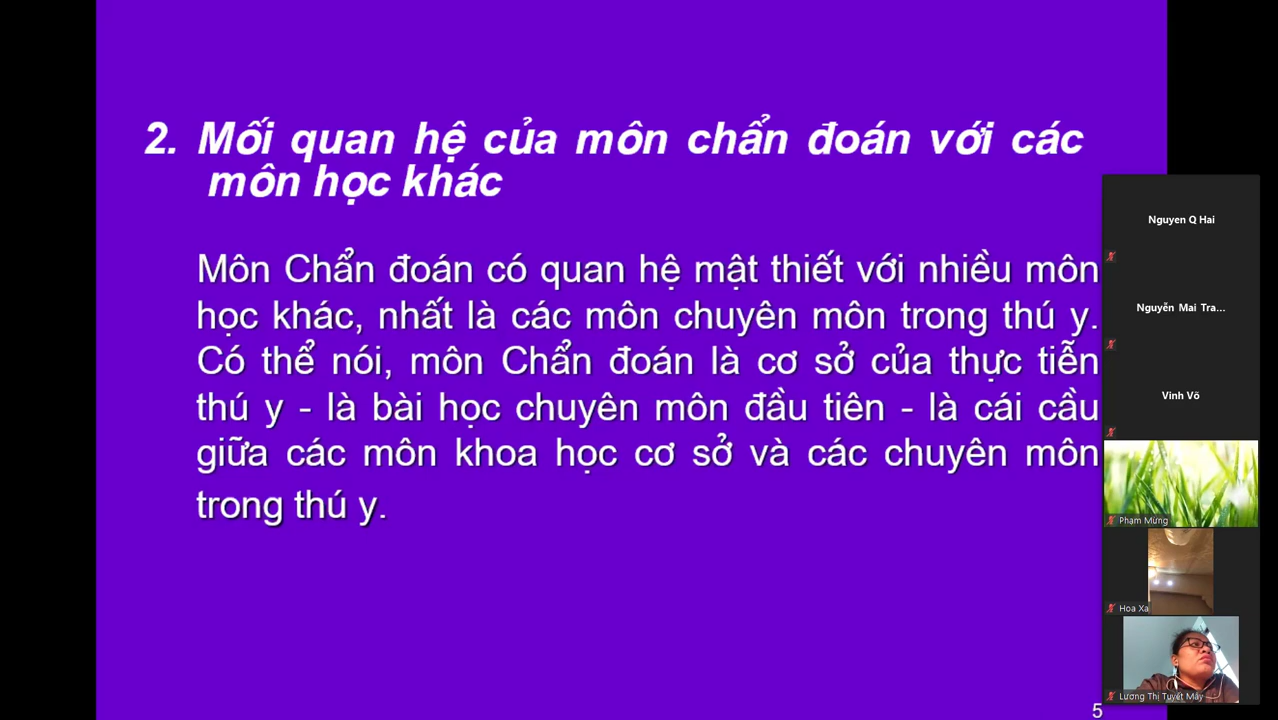 2. Mối quan hệ của môn chẩn đoán với các
môn học khác
Môn Chẩn đoán có quan hệ mật thiết với nhiều môn
học khác, nhất là các môn chuyên môn trong thú y.
Có thể nói, môn Chẩn đoán là cơ sở của thực tiễn
thú y - là bài học chuyên môn đầu tiên - là cái cầu
giữa các môn khoa học cơ sở và các chuyên môn
trong thú y.
5
Nguyen Q Hai
Nguyễn Mai Tra...
Vinh Võ
Phạm Mừng
Hoa Xa
Lương Thị Tuyết Mây